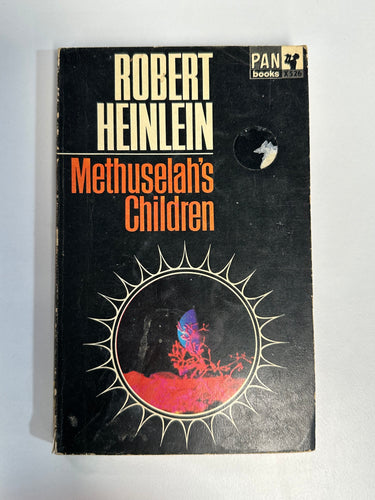 ROBERT
HEINLEIN
Methuselah's
Children
PAN
books